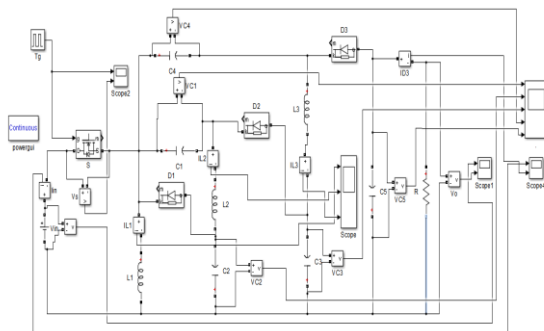 VC4
D3
Tg
C4
ID3
Scope2
VC1
L3
D2
Continuous
powergui
S
C1
IL2
IL3
Scope1
Vs
D1
C5
VC5
R
Vo
Scope4
Iin
L2
Scope
Vin
IL1
L1
C2
VC2
C3
VC3